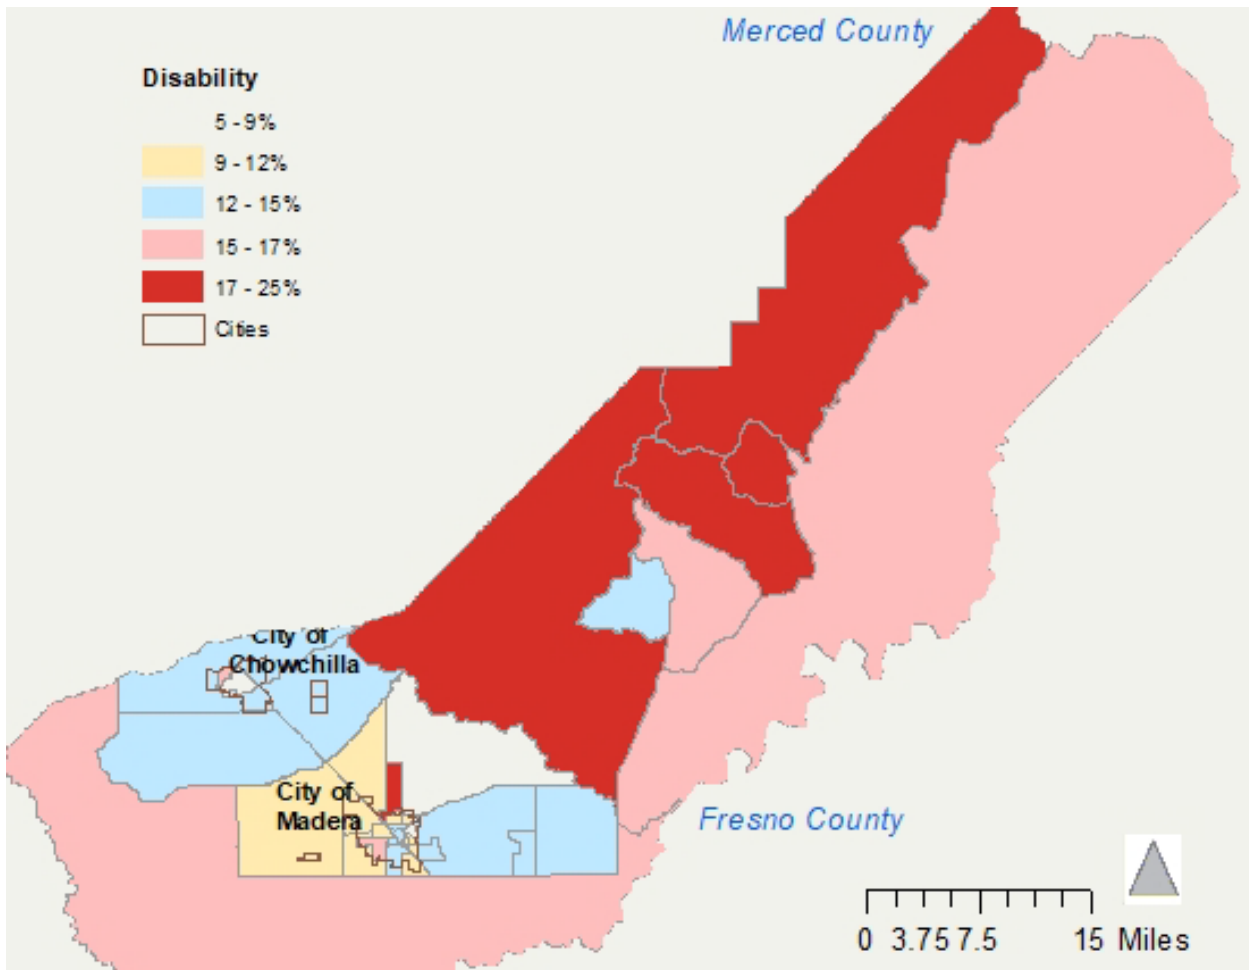 Merced County
Disability
5 - 9%
9 - 12%
12 - 15%
15 - 17%
17 - 25%
Cities
City of
Chowchilla
City of
Madera
Fresno County
0 3.75 7.5 15 Miles